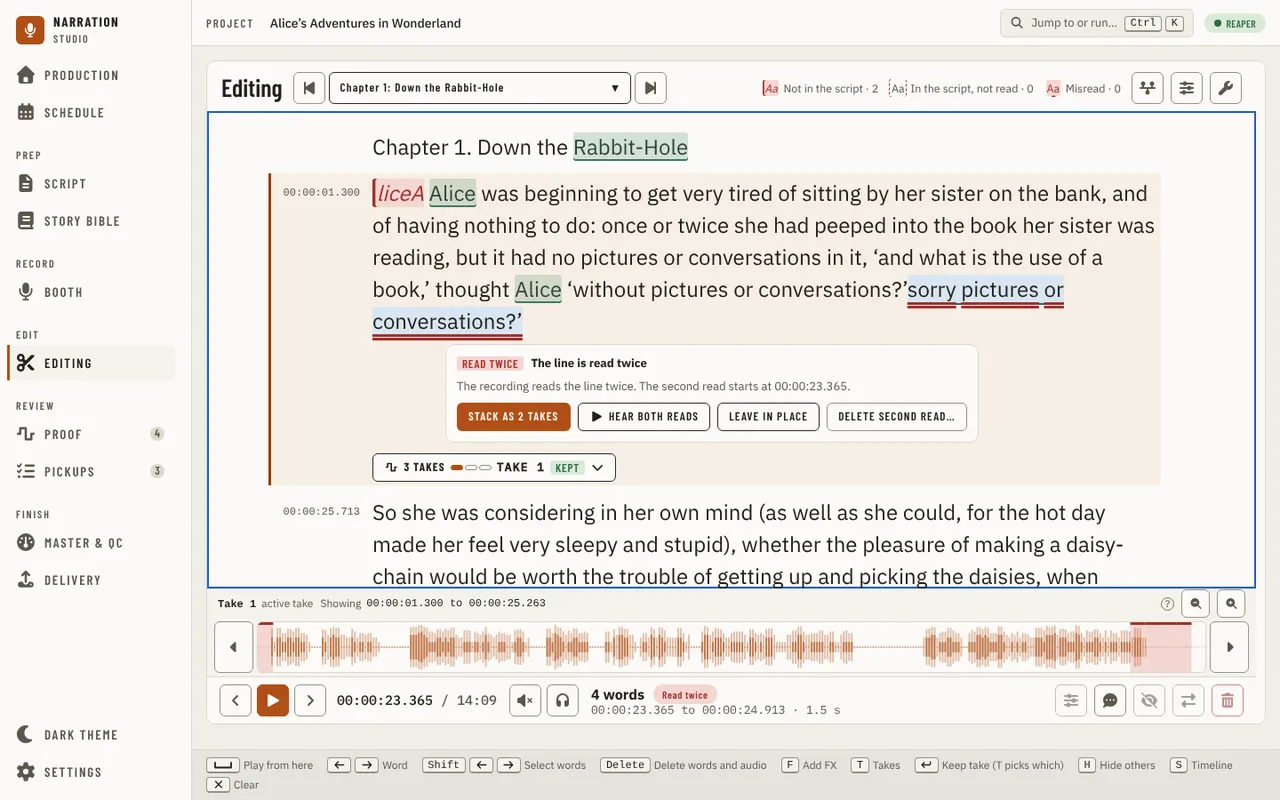 NARRATION
STUDIO
PRODUCTION
SCHEDULE
PREP
SCRIPT
STORY BIBLE
RECORD
BOOTH
EDIT
EDITING
REVIEW
PROOF 4
PICKUPS 3
FINISH
MASTER & QC
DELIVERY
DARK THEME
SETTINGS
PROJECT Alice’s Adventures in Wonderland
Jump to or run... Ctrl K
REAPER
Editing
Chapter 1: Down the Rabbit-Hole
Aa Not in the script · 2 Aa In the script, not read · 0 Aa Misread · 0
Chapter 1. Down the Rabbit-Hole
00:00:01.300 liceA Alice was beginning to get very tired of sitting by her sister on the bank, and
of having nothing to do: once or twice she had peeped into the book her sister was
reading, but it had no pictures or conversations in it, ‘and what is the use of a
book,’ thought Alice ‘without pictures or conversations?’sorry pictures or
conversations?’
READ TWICE The line is read twice
The recording reads the line twice. The second read starts at 00:00:23.365.
STACK AS 2 TAKES HEAR BOTH READS LEAVE IN PLACE DELETE SECOND READ...
3 TAKES TAKE 1 KEPT
00:00:25.713 So she was considering in her own mind (as well as she could, for the hot day
made her feel very sleepy and stupid), whether the pleasure of making a daisy-
chain would be worth the trouble of getting up and picking the daisies, when
Take 1 active take Showing 00:00:01.300 to 00:00:25.263
?
00:00:23.365 / 14:09
4 words Read twice
00:00:23.365 to 00:00:24.913 · 1.5 s
Play from here ← → Word Shift ← → Select words Delete Delete words and audio F Add FX T Takes ↵ Keep take (T picks which) H Hide others S Timeline
✕ Clear